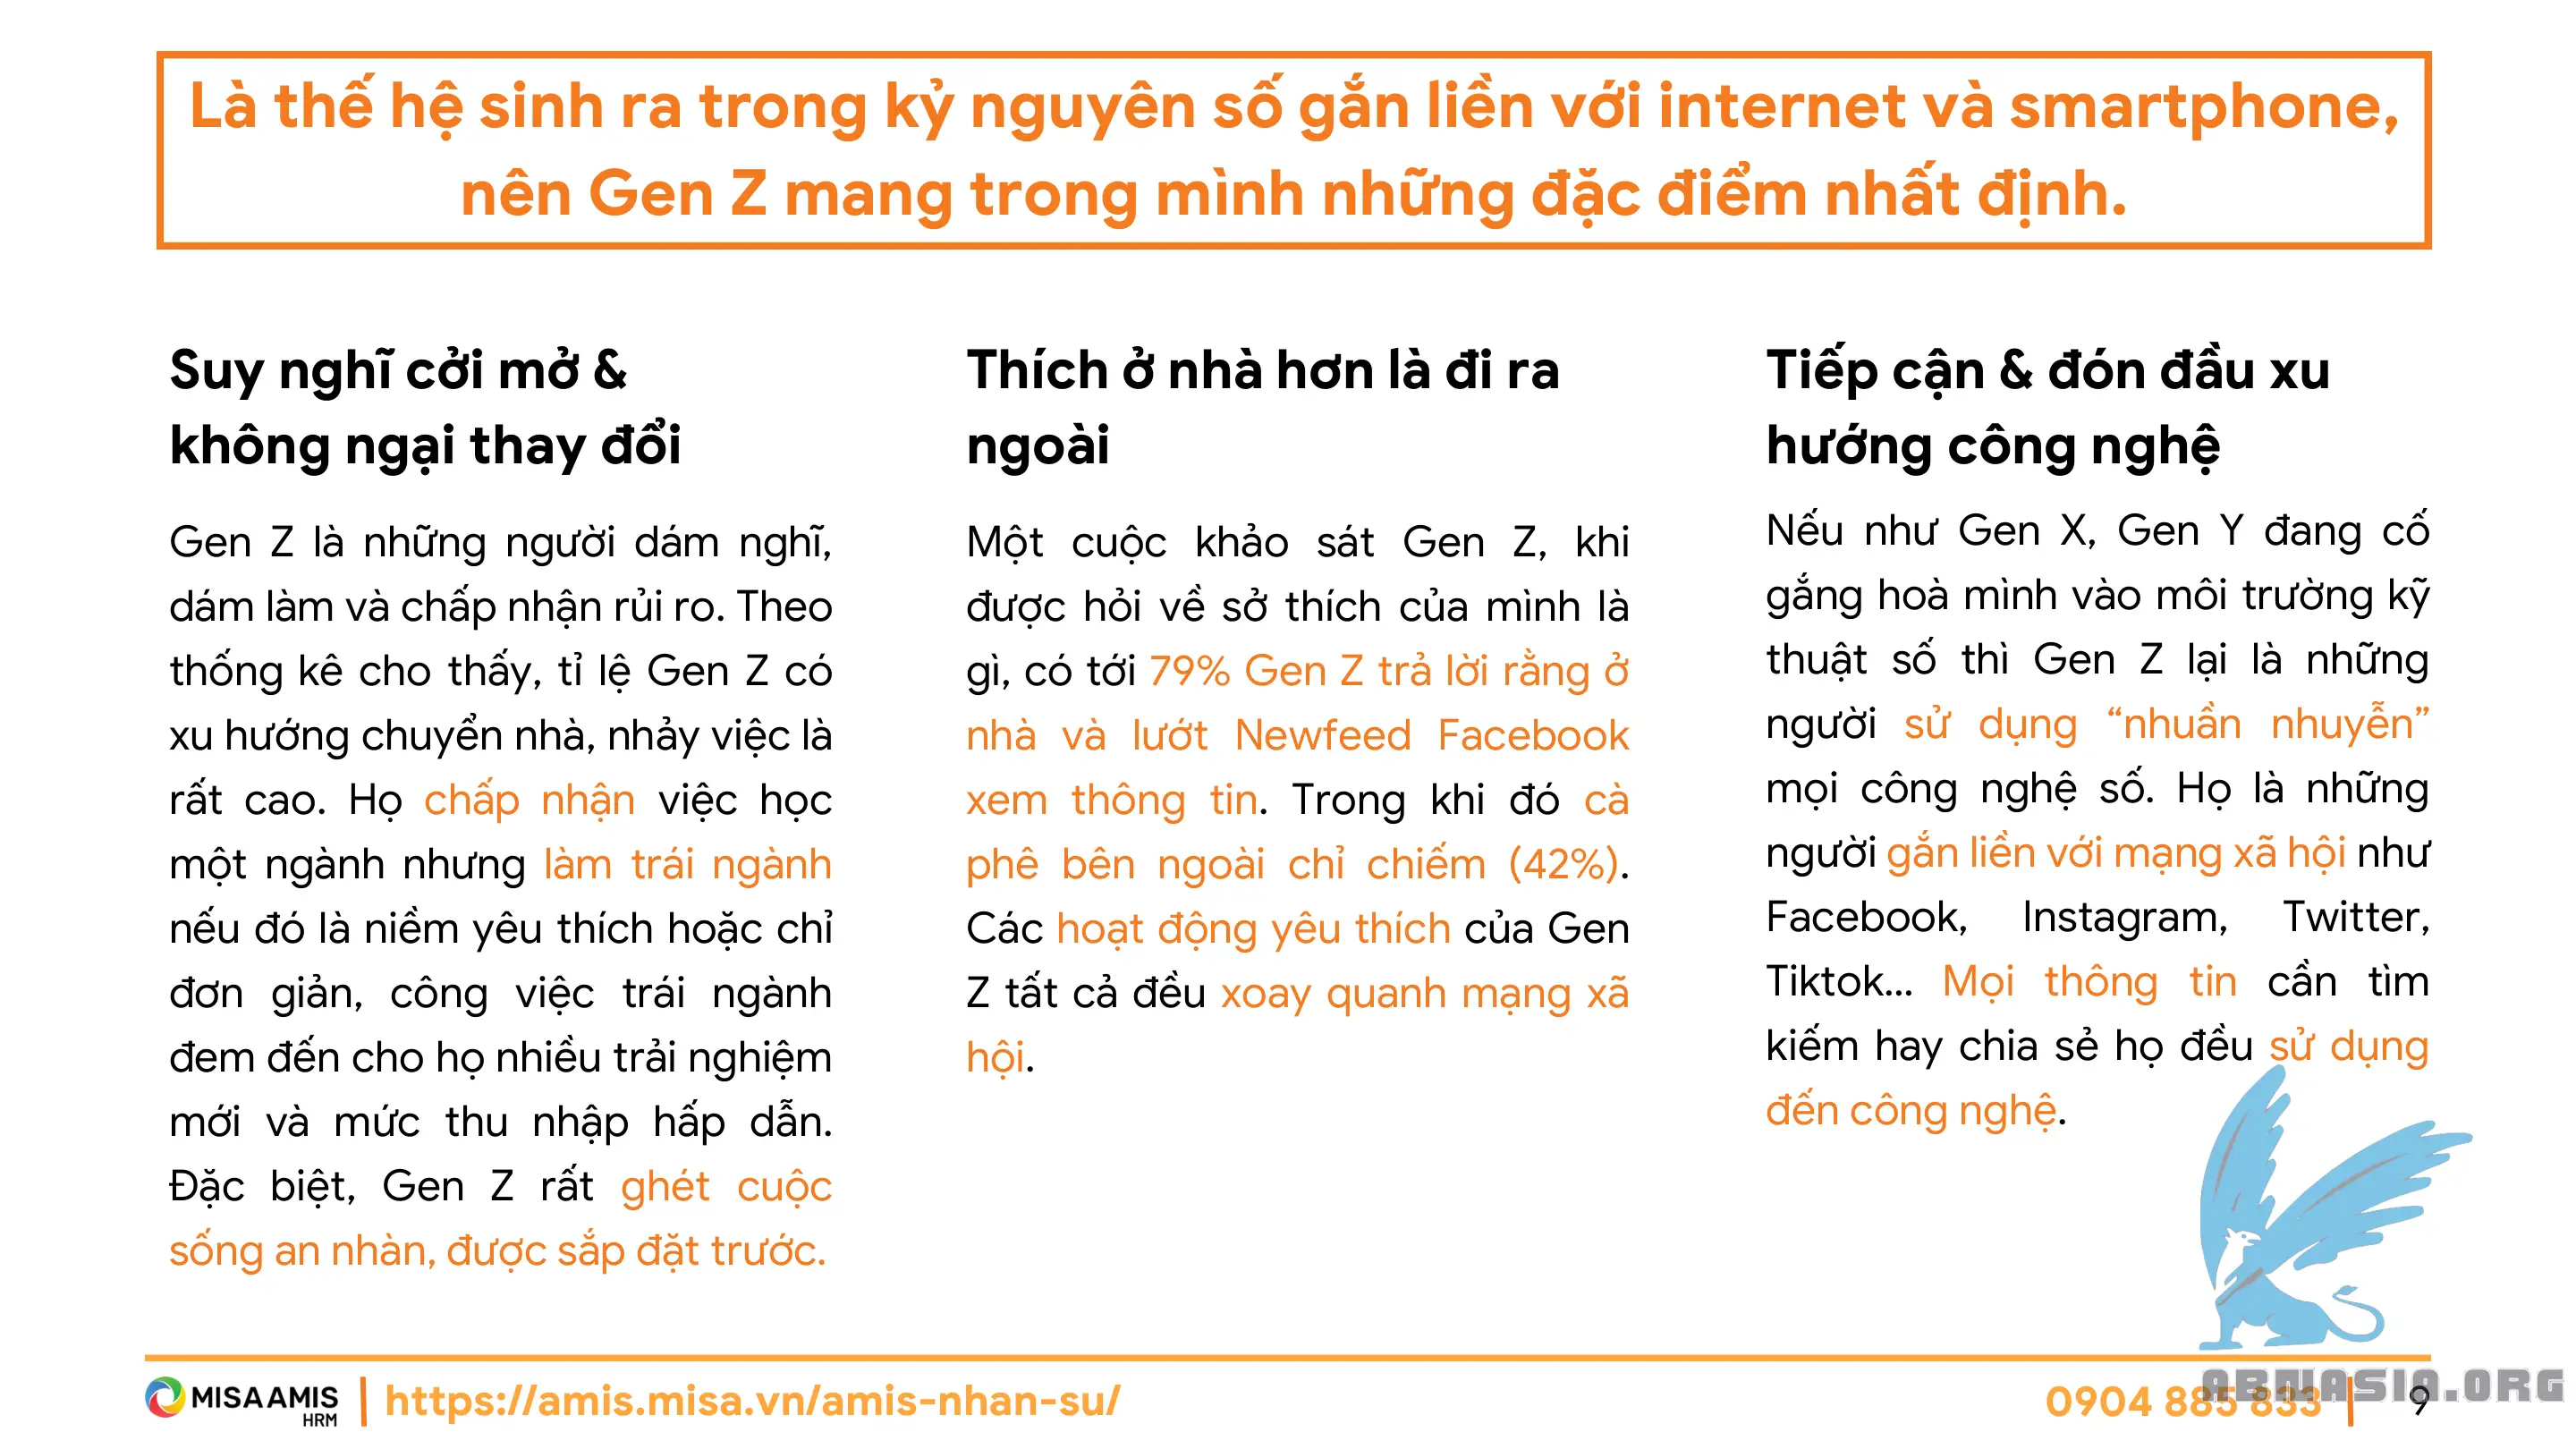 Là thế hệ sinh ra trong kỷ nguyên số gắn liền với internet và smartphone,
nên Gen Z mang trong mình những đặc điểm nhất định.
Suy nghĩ cởi mở &
không ngại thay đổi
Gen Z là những người dám nghĩ,
dám làm và chấp nhận rủi ro. Theo
thống kê cho thấy, tỉ lệ Gen Z có
xu hướng chuyển nhà, nhảy việc là
rất cao. Họ chấp nhận việc học
một ngành nhưng làm trái ngành
nếu đó là niềm yêu thích hoặc chỉ
đơn giản, công việc trái ngành
đem đến cho họ nhiều trải nghiệm
mới và mức thu nhập hấp dẫn.
Đặc biệt, Gen Z rất ghét cuộc
sống an nhàn, được sắp đặt trước.
Thích ở nhà hơn là đi ra
ngoài
Một cuộc khảo sát Gen Z, khi
được hỏi về sở thích của mình là
gì, có tới 79% Gen Z trả lời rằng ở
nhà và lướt Newfeed Facebook
xem thông tin. Trong khi đó cà
phê bên ngoài chỉ chiếm (42%).
Các hoạt động yêu thích của Gen
Z tất cả đều xoay quanh mạng xã
hội.
Tiếp cận & đón đầu xu
hướng công nghệ
Nếu như Gen X, Gen Y đang cố
gắng hoà mình vào môi trường kỹ
thuật số thì Gen Z lại là những
người sử dụng “nhuần nhuyễn”
mọi công nghệ số. Họ là những
người gắn liền với mạng xã hội như
Facebook, Instagram, Twitter,
Tiktok... Mọi thông tin cần tìm
kiếm hay chia sẻ họ đều sử dụng
đến công nghệ.
MISA AMIS
HRM
https://amis.misa.vn/amis-nhan-su/
0904 885 833
9
ABMASIA.ORG